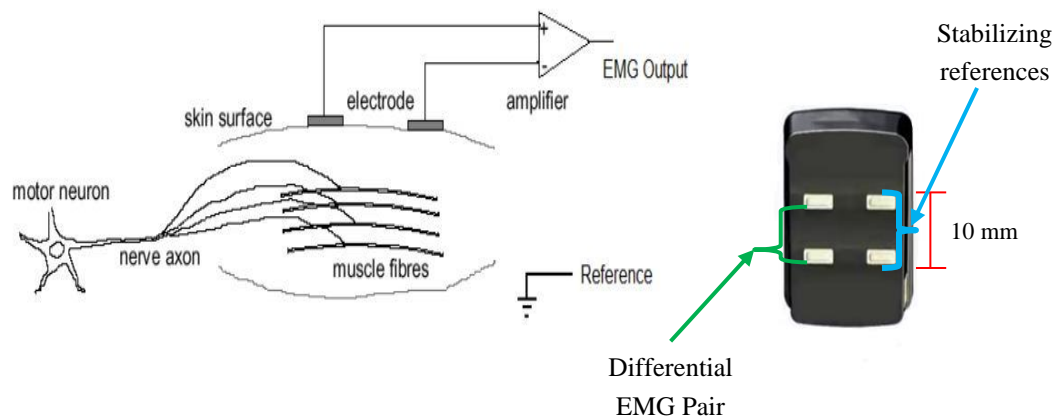 +
-
EMG Output
amplifier
electrode
skin surface
motor neuron
nerve axon
muscle fibres
Reference
Stabilizing
references
10 mm
Differential
EMG Pair